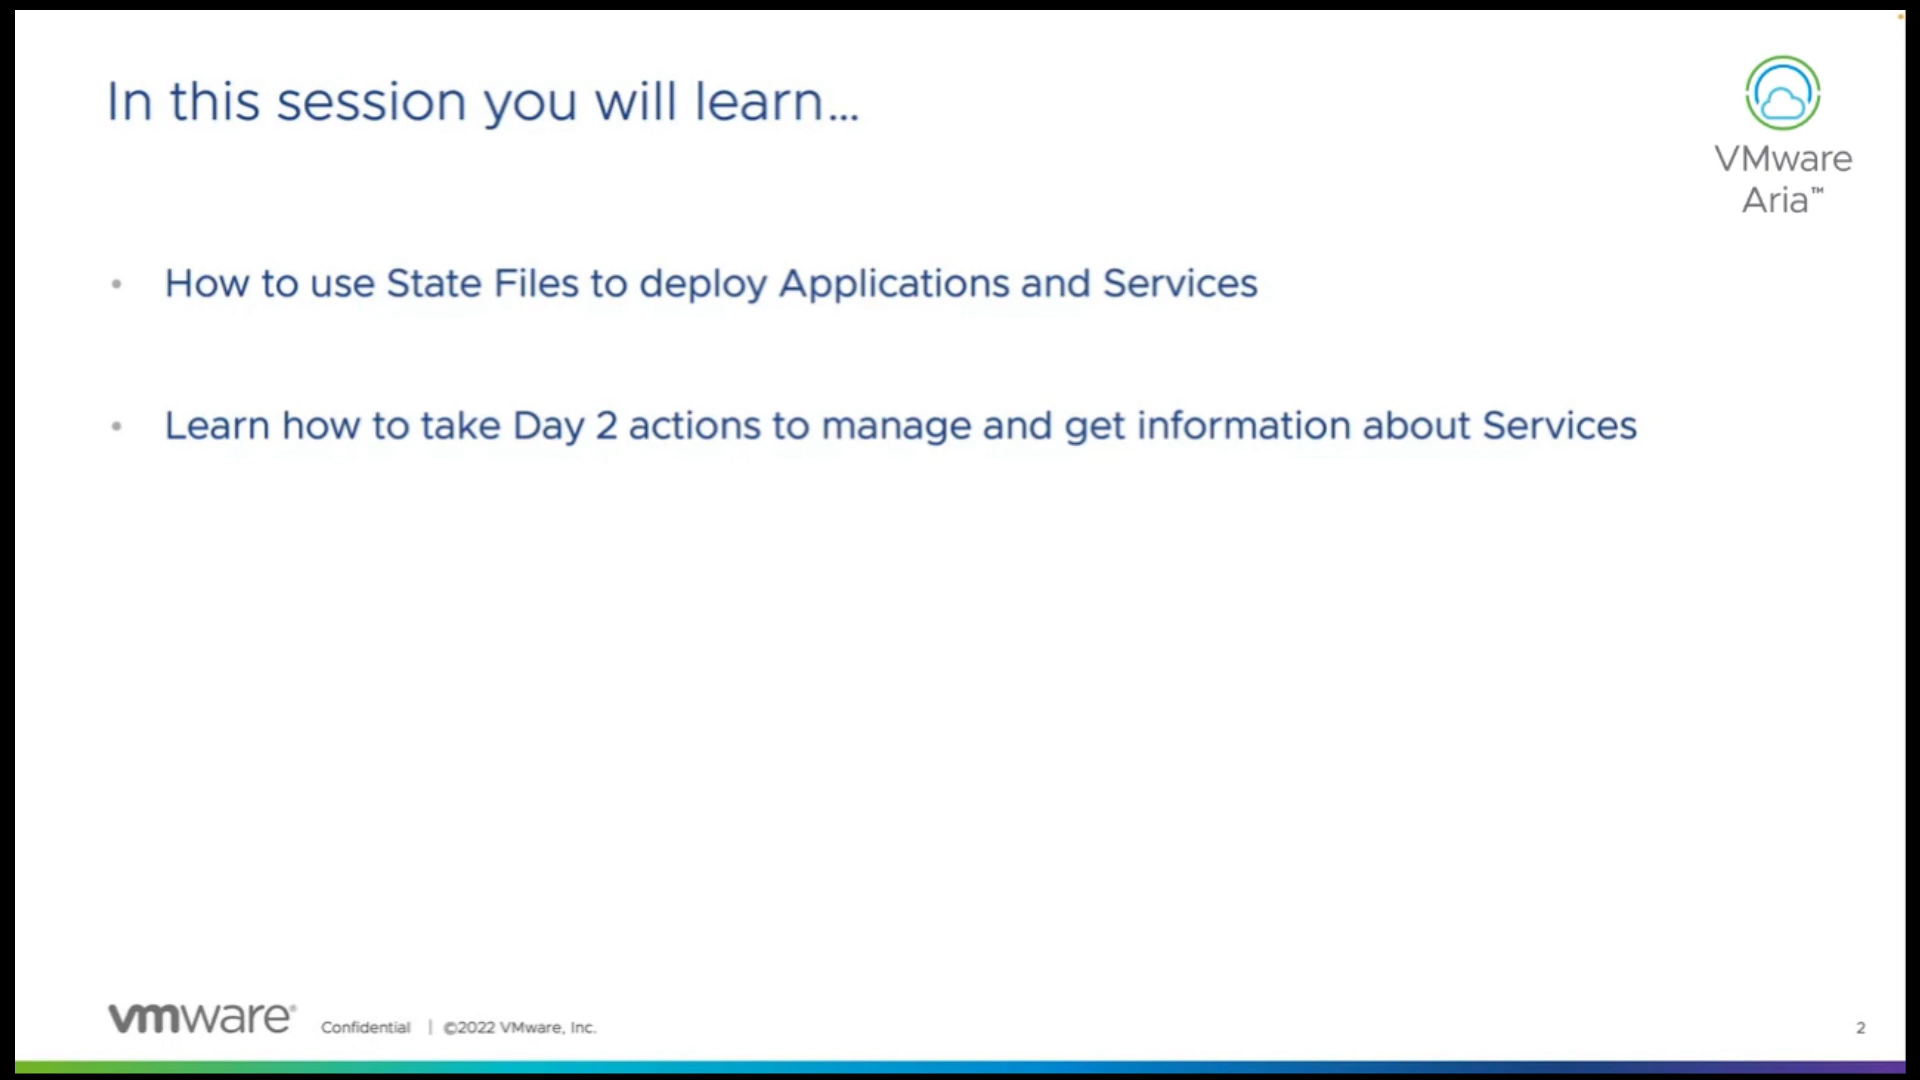 In this session you will learn...
VMware
Aria™
• How to use State Files to deploy Applications and Services
• Learn how to take Day 2 actions to manage and get information about Services
vmware® Confidential | ©2022 VMware, Inc. 2